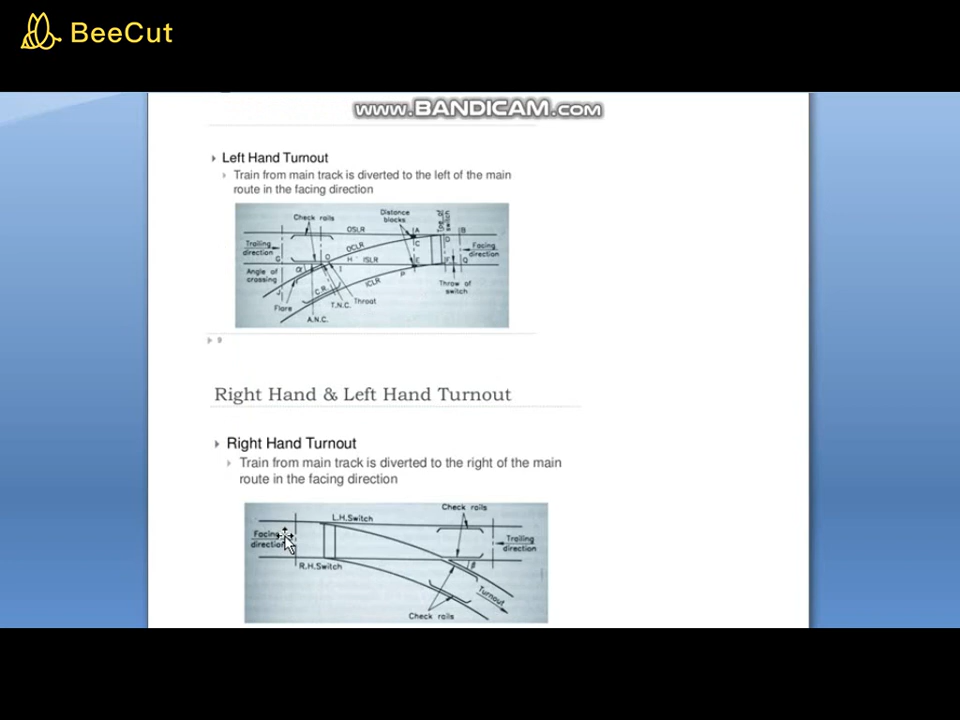 BeeCut
www.BANDICAM.com
Left Hand Turnout
Train from main track is diverted to the left of the main
route in the facing direction
Check rails
Distance
blocks
Toe of
switch
OSLR
A
B
Trailing
direction
OCLR
C
D
Facing
direction
G
O
H
ISLR
E
F
Q
Angle of
crossing
α
I
P
Throw of
switch
J
C.R.
ICLR
Flare
T.N.C.
Throat
A.N.C.
9
Right Hand & Left Hand Turnout
Right Hand Turnout
Train from main track is diverted to the right of the main
route in the facing direction
Check rails
L.H.Switch
Facing
direction
Trailing
direction
R.H.Switch
β
Turnout
Check rails